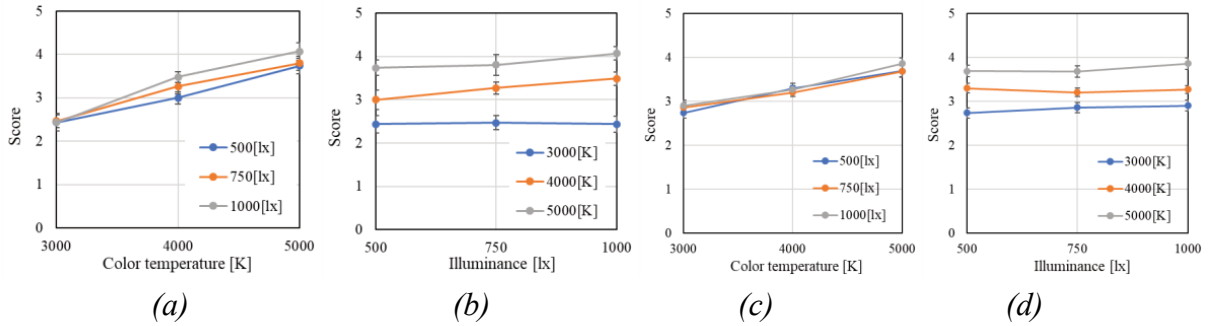 5
4
3
2
1
0
Score
3000
4000
5000
Color temperature [K]
500[lx]
750[lx]
1000[lx]
(a)
5
4
3
2
1
0
Score
500
750
1000
Illuminance [lx]
3000[K]
4000[K]
5000[K]
(b)
5
4
3
2
1
0
Score
3000
4000
5000
Color temperature [K]
500[lx]
750[lx]
1000[lx]
(c)
5
4
3
2
1
0
Score
500
750
1000
Illuminance [lx]
3000[K]
4000[K]
5000[K]
(d)